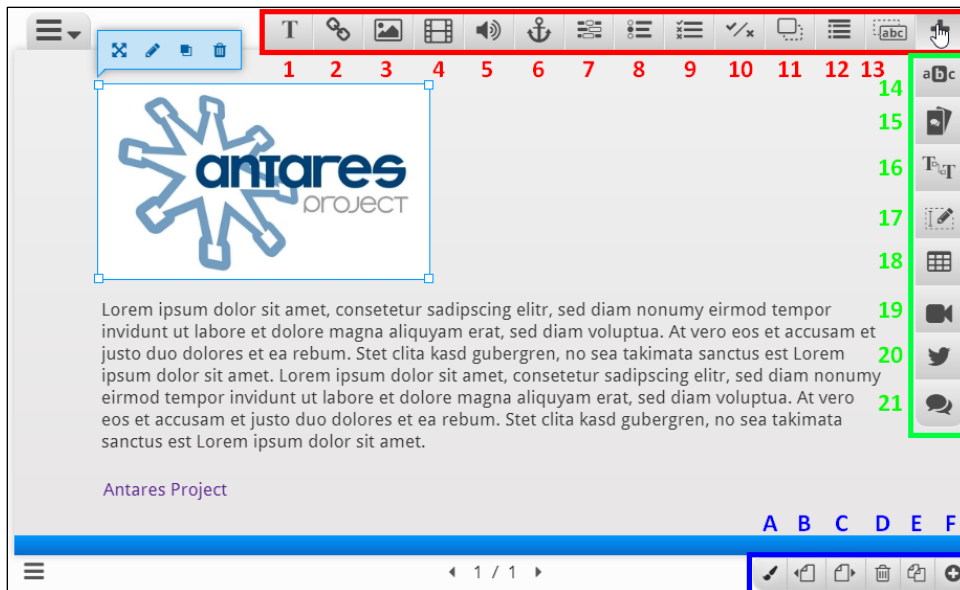 T
abc
1 2 3 4 5 6 7 8 9 10 11 12 13
14 abc
15
16 T T
17
18
19
20
21
antares
PROJECT
Lorem ipsum dolor sit amet, consetetur sadipscing elitr, sed diam nonumy eirmod tempor
invidunt ut labore et dolore magna aliquyam erat, sed diam voluptua. At vero eos et accusam et
justo duo dolores et ea rebum. Stet clita kasd gubergren, no sea takimata sanctus est Lorem
ipsum dolor sit amet. Lorem ipsum dolor sit amet, consetetur sadipscing elitr, sed diam nonumy
eirmod tempor invidunt ut labore et dolore magna aliquyam erat, sed diam voluptua. At vero
eos et accusam et justo duo dolores et ea rebum. Stet clita kasd gubergren, no sea takimata
sanctus est Lorem ipsum dolor sit amet.
Antares Project
A B C D E F
1 / 1